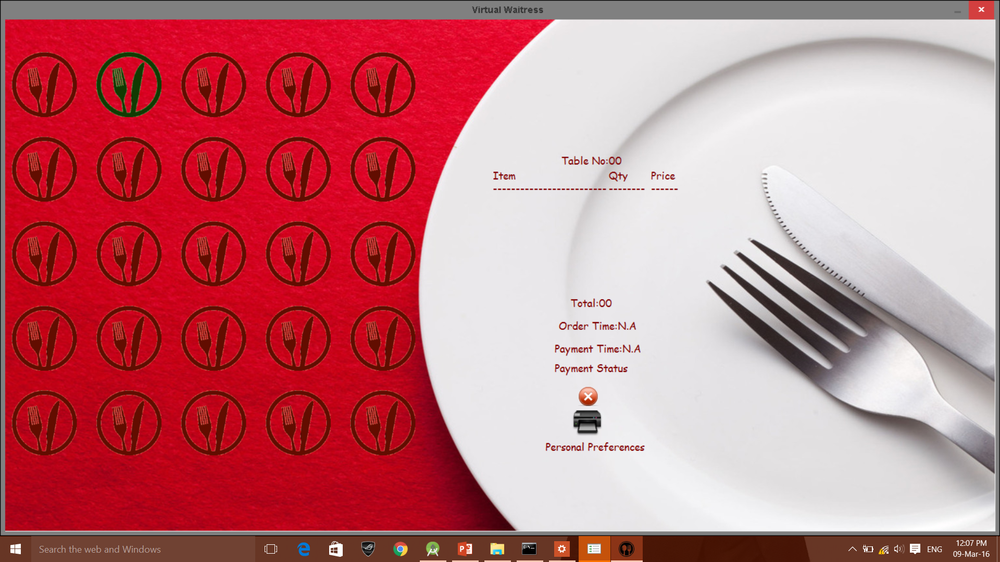 Virtual Waitress
Table No:00
Item Qty Price
------------------------- -------- ------
Total:00
Order Time:N.A
Payment Time:N.A
Payment Status
Personal Preferences
Search the web and Windows
ENG
12:07 PM
09-Mar-16